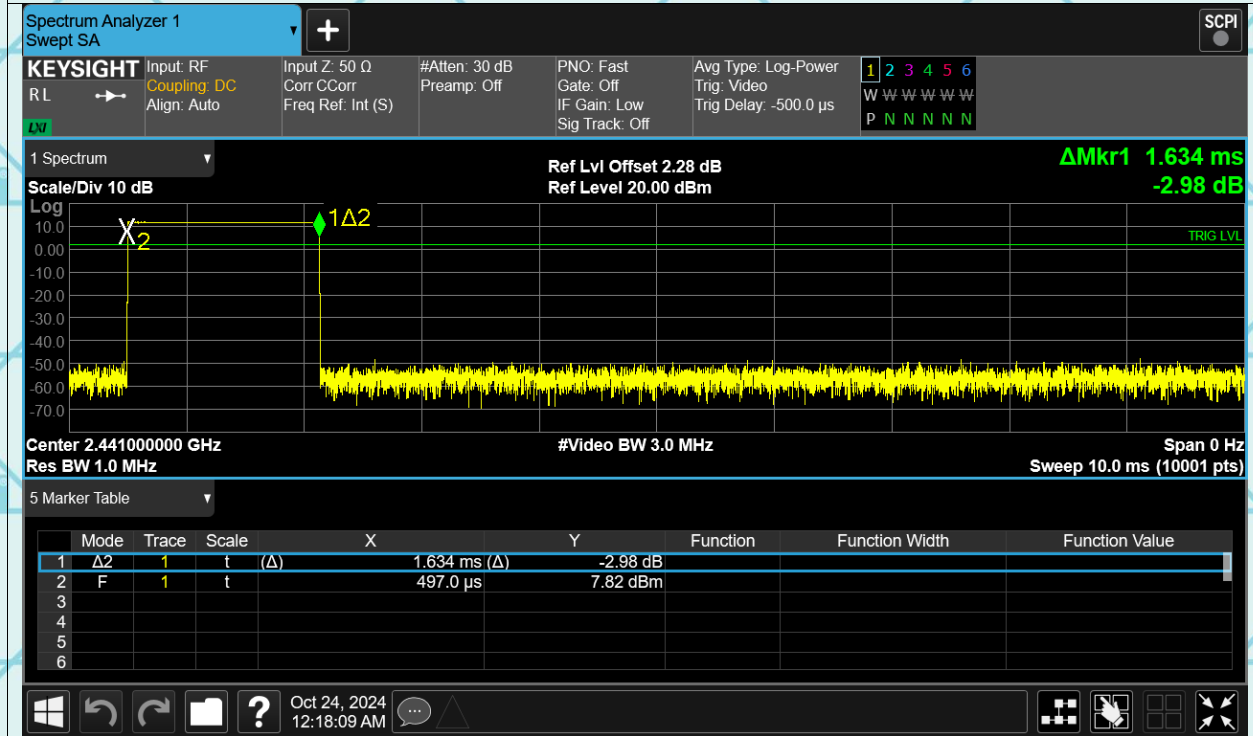 Spectrum Analyzer 1
Swept SA
+
SCPI
KEYSIGHT
RL
LXI
Input: RF
Coupling: DC
Align: Auto
Input Z: 50 Ω
Corr CCorr
Freq Ref: Int (S)
#Atten: 30 dB
Preamp: Off
PNO: Fast
Gate: Off
IF Gain: Low
Sig Track: Off
Avg Type: Log-Power
Trig: Video
Trig Delay: -500.0 µs
1 2 3 4 5 6
W W W W W W
P N N N N N
1 Spectrum
Scale/Div 10 dB
Ref Lvl Offset 2.28 dB
Ref Level 20.00 dBm
ΔMkr1 1.634 ms
-2.98 dB
Log
10.0
0.00
-10.0
-20.0
-30.0
-40.0
-50.0
-60.0
-70.0
X2
1Δ2
TRIG LVL
Center 2.441000000 GHz
#Video BW 3.0 MHz
Span 0 Hz
Res BW 1.0 MHz
Sweep 10.0 ms (10001 pts)
5 Marker Table
Mode Trace Scale X Y Function Function Width Function Value
1 Δ2 1 t (Δ) 1.634 ms (Δ) -2.98 dB
2 F 1 t 497.0 µs 7.82 dBm
3
4
5
6
?
Oct 24, 2024
12:18:09 AM